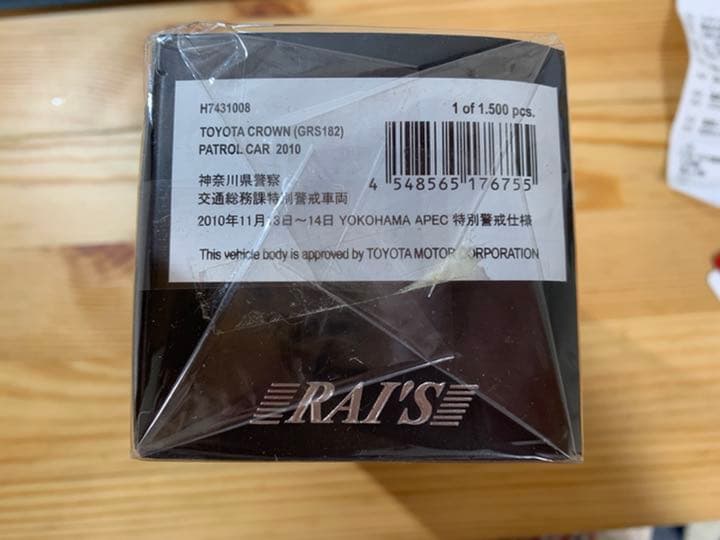 H7431008
1 of 1.500 pcs.
TOYOTA CROWN (GRS182)
PATROL CAR 2010
神奈川県警察
交通総務課特別警戒車両
4 548565 176755
2010年11月13日～14日 YOKOHAMA APEC 特別警戒仕様
This vehicle body is approved by TOYOTA MOTOR CORPORATION
RAI'S